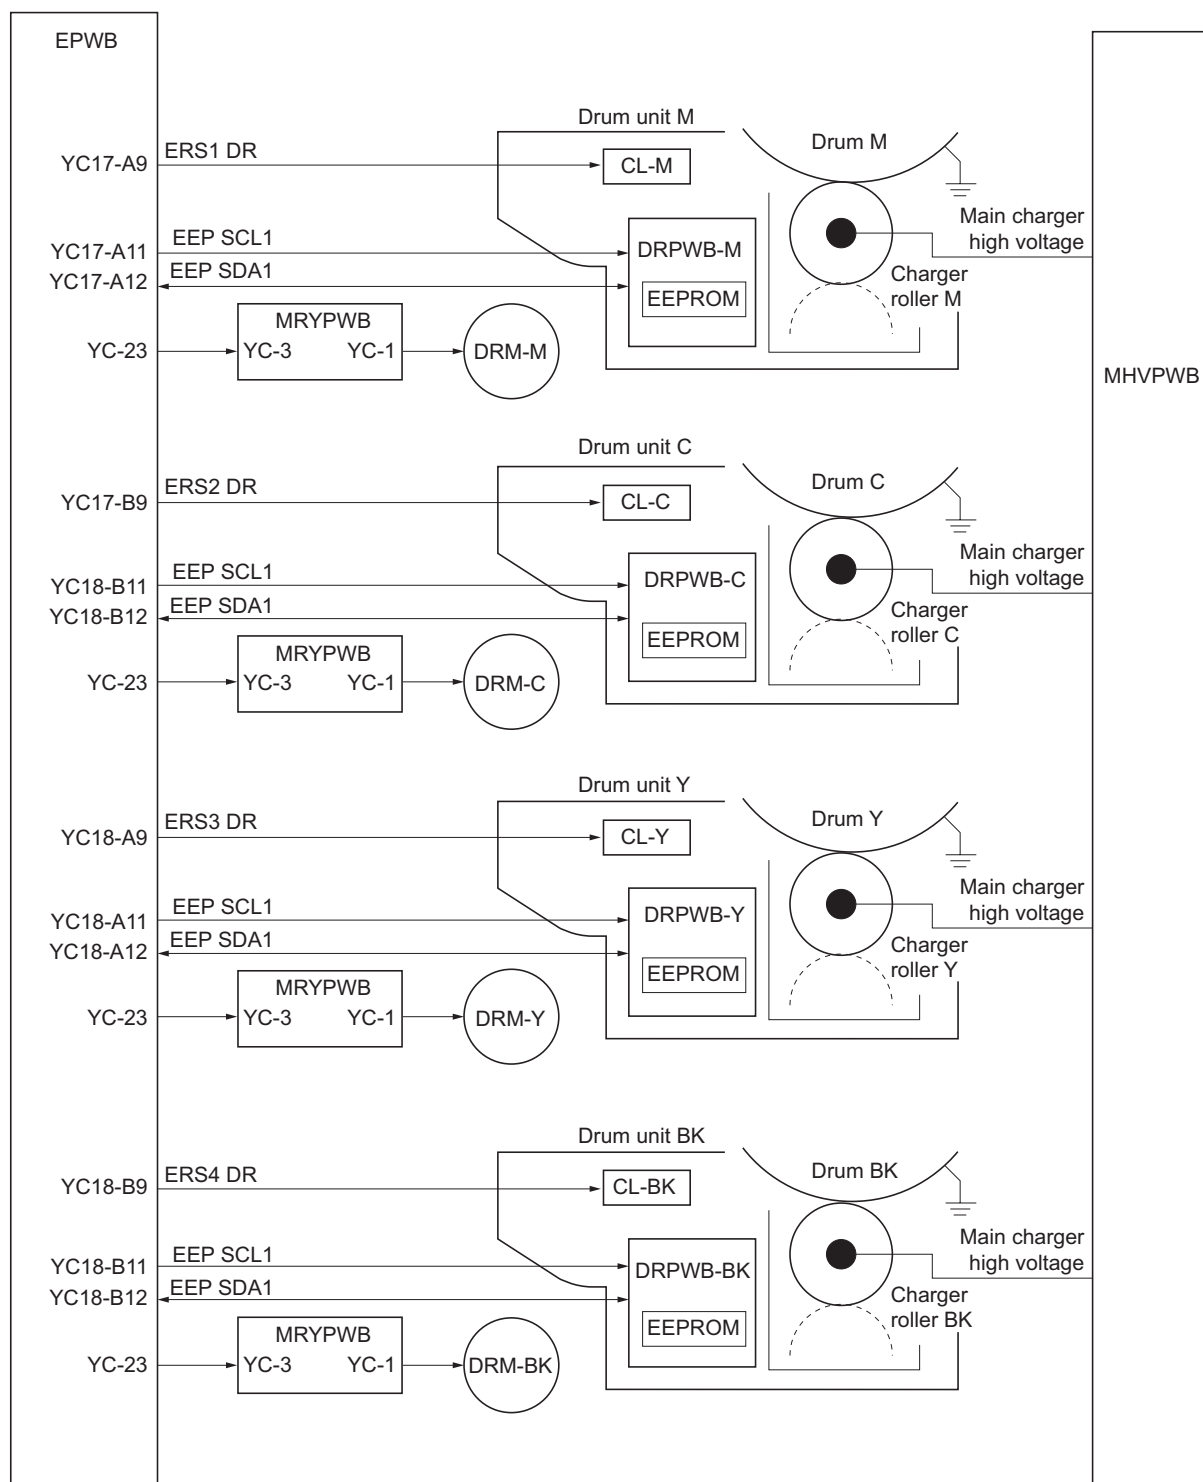 EPWB
MHVPWB
Drum unit M
Drum M
YC17-A9
ERS1 DR
CL-M
Main charger
high voltage
YC17-A11
EEP SCL1
DRPWB-M
YC17-A12
EEP SDA1
EEPROM
Charger
roller M
MRYPWB
YC-23
YC-3
YC-1
DRM-M
Drum unit C
Drum C
YC17-B9
ERS2 DR
CL-C
Main charger
high voltage
YC18-B11
EEP SCL1
DRPWB-C
YC18-B12
EEP SDA1
EEPROM
Charger
roller C
MRYPWB
YC-23
YC-3
YC-1
DRM-C
Drum unit Y
Drum Y
YC18-A9
ERS3 DR
CL-Y
Main charger
high voltage
YC18-A11
EEP SCL1
DRPWB-Y
YC18-A12
EEP SDA1
EEPROM
Charger
roller Y
MRYPWB
YC-23
YC-3
YC-1
DRM-Y
Drum unit BK
Drum BK
YC18-B9
ERS4 DR
CL-BK
Main charger
high voltage
YC18-B11
EEP SCL1
DRPWB-BK
YC18-B12
EEP SDA1
EEPROM
Charger
roller BK
MRYPWB
YC-23
YC-3
YC-1
DRM-BK